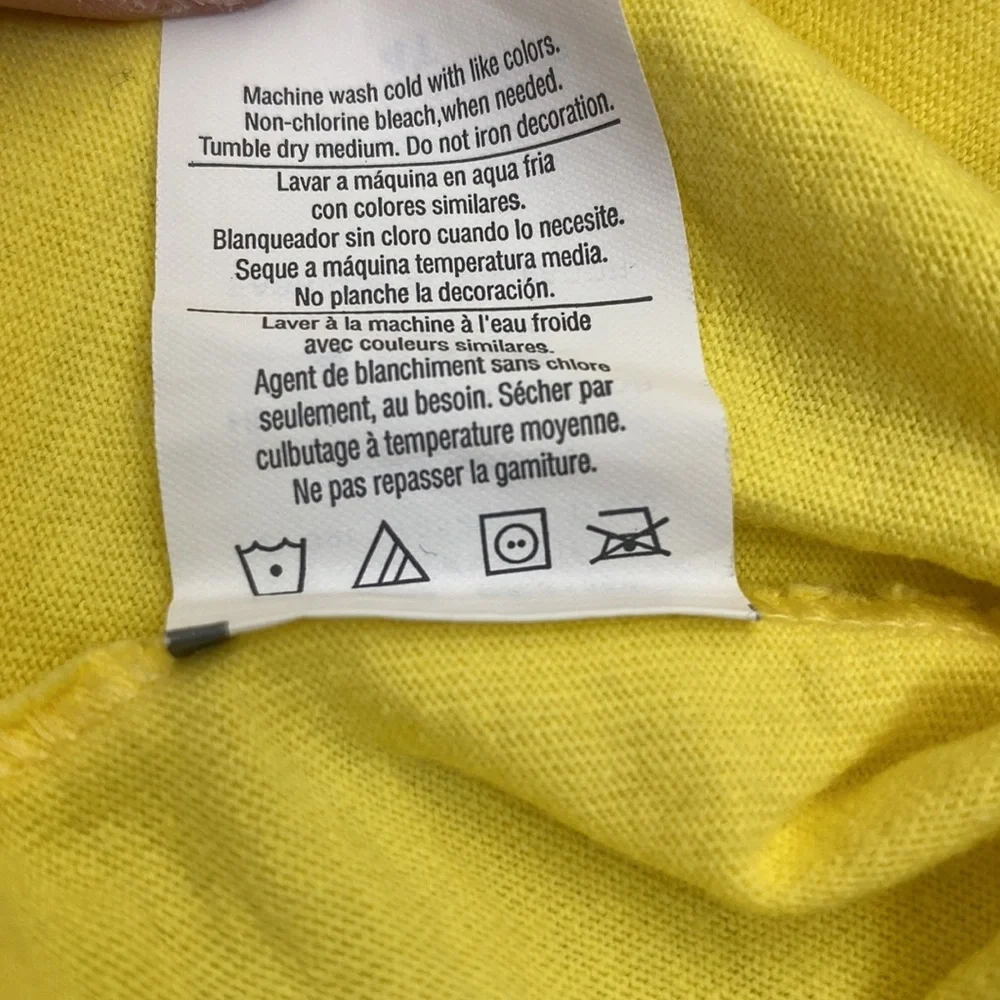 Machine wash cold with like colors.
Non-chlorine bleach,when needed.
Tumble dry medium. Do not iron decoration.
Lavar a máquina en aqua fria
con colores similares.
Blanqueador sin cloro cuando lo necesite.
Seque a máquina temperatura media.
No planche la decoración.
Laver à la machine à l'eau froide
avec couleurs similares.
Agent de blanchiment sans chlore
seulement, au besoin. Sécher par
culbutage à temperature moyenne.
Ne pas repasser la gamiture.